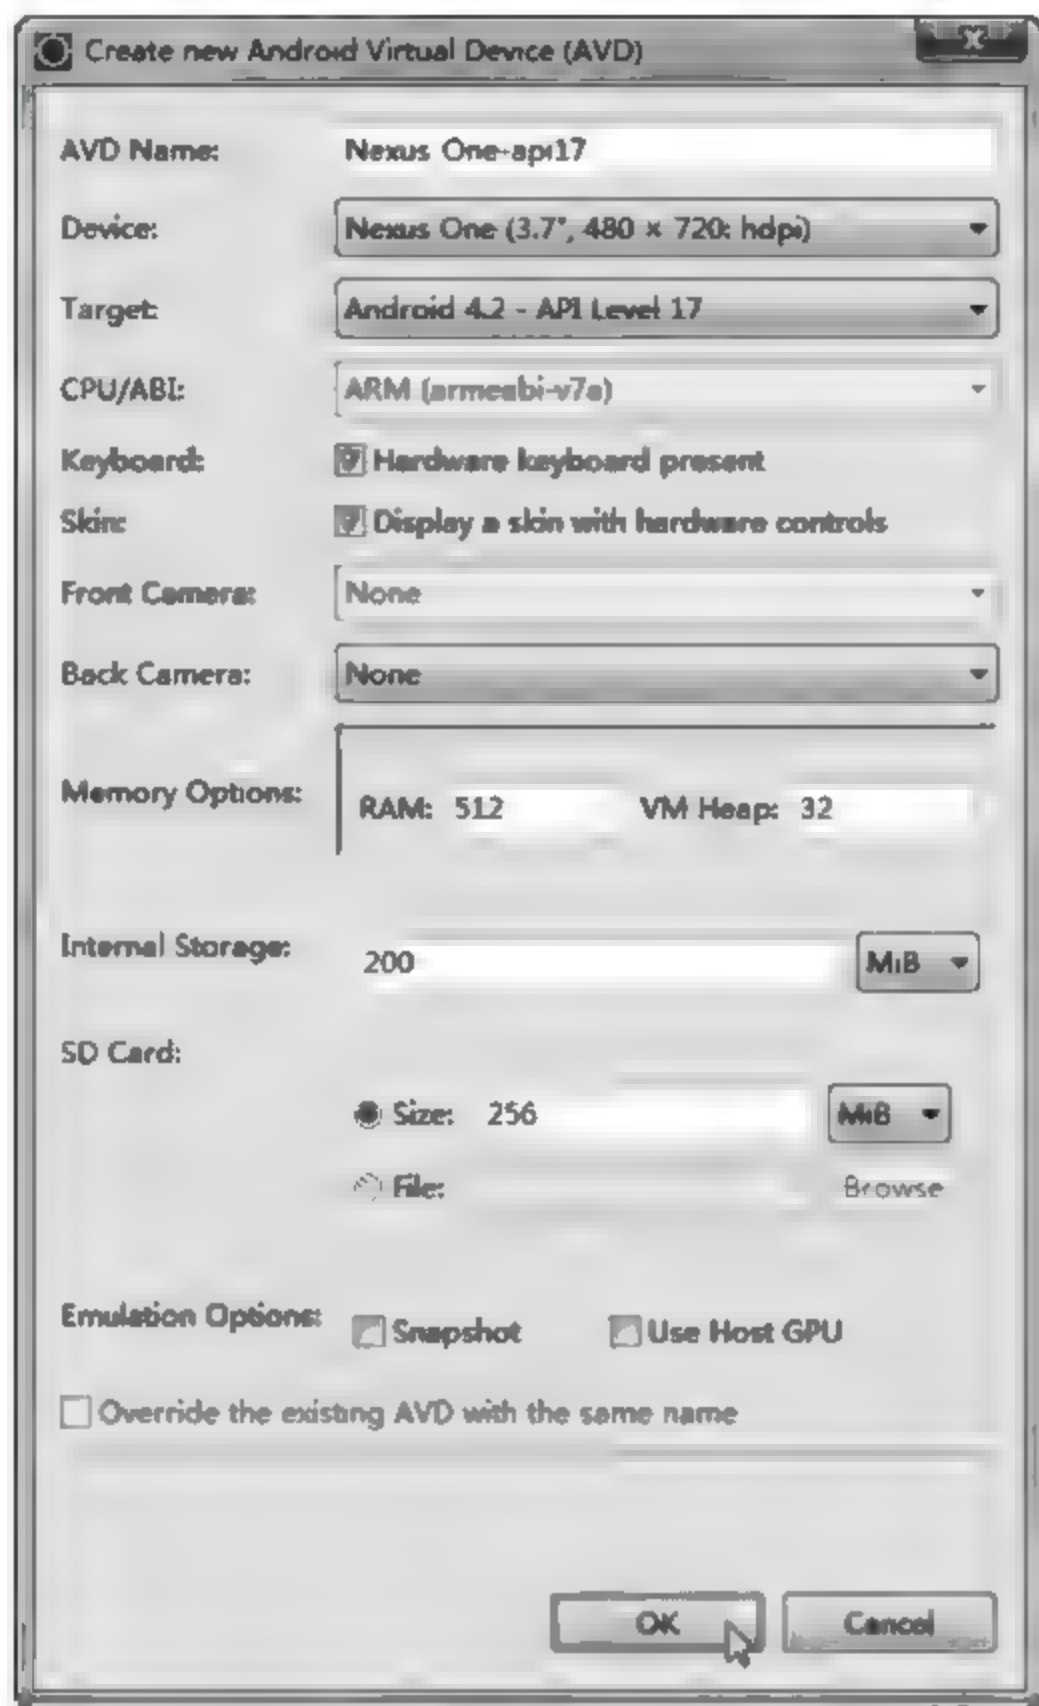 Create new Android Virtual Device (AVD)
AVD Name: Nexus One-api17
Device: Nexus One (3.7", 480 × 720: hdpi)
Target: Android 4.2 - API Level 17
CPU/ABI: ARM (armeabi-v7a)
Keyboard: Hardware keyboard present
Skin: Display a skin with hardware controls
Front Camera: None
Back Camera: None
Memory Options: RAM: 512 VM Heap: 32
Internal Storage: 200 MiB
SD Card:
Size: 256 MiB
File: Browse
Emulation Options: Snapshot Use Host GPU
Override the existing AVD with the same name
OK Cancel